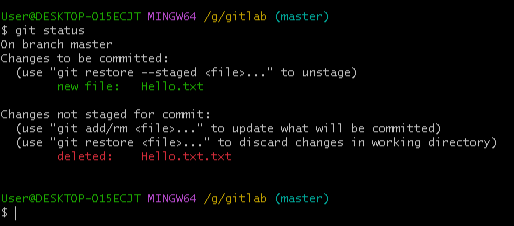 User@DESKTOP-O15ECJT MINGW64 /g/gitlab (master)
$ git status
On branch master
Changes to be committed:
  (use "git restore --staged <file>..." to unstage)
        new file:   Hello.txt

Changes not staged for commit:
  (use "git add/rm <file>..." to update what will be committed)
  (use "git restore <file>..." to discard changes in working directory)
        deleted:    Hello.txt.txt

User@DESKTOP-O15ECJT MINGW64 /g/gitlab (master)
$